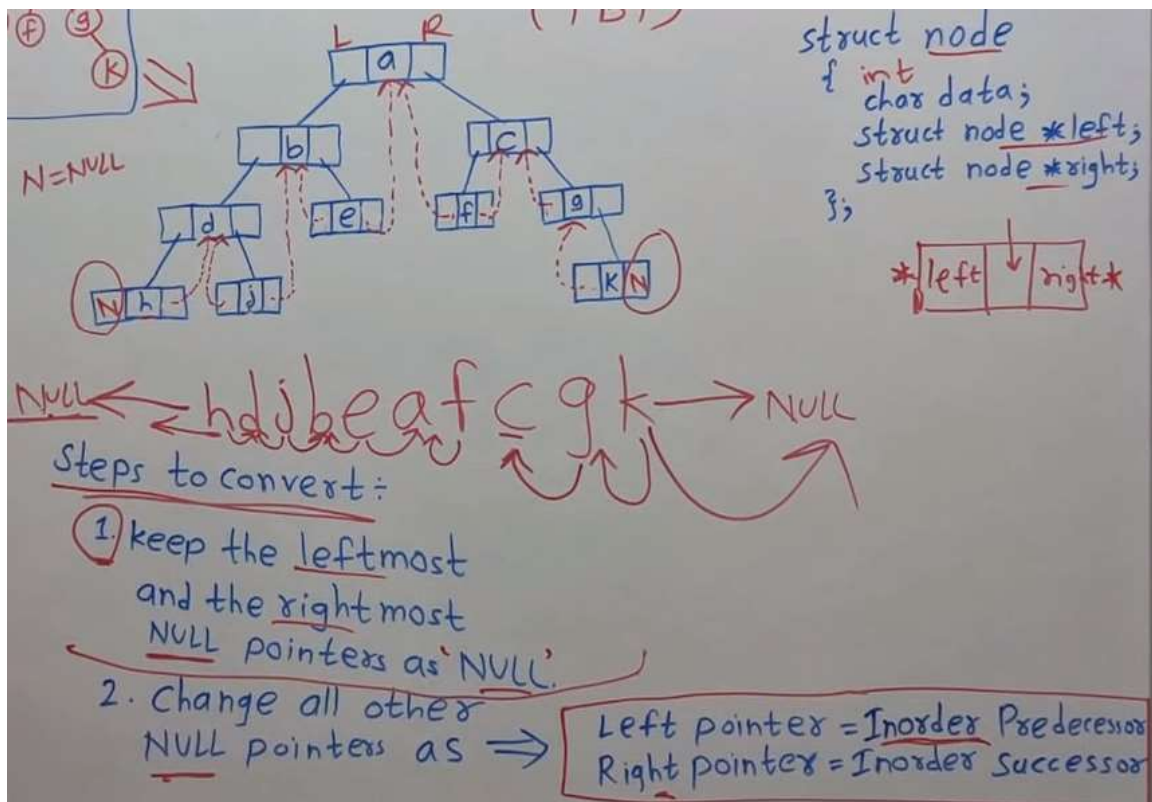 f g
k
(TBT)
L R
a
b c
d e f g
N h j k N
N=NULL
struct node
{ int
char data;
struct node *left;
struct node *right;
};
*left right*
NULL hdjbeafcgk NULL
Steps to convert:
1. keep the leftmost
and the rightmost
NULL pointers as 'NULL'.
2. Change all other
NULL pointers as ⇒
Left pointer = Inorder Predecessor
Right pointer = Inorder Successor